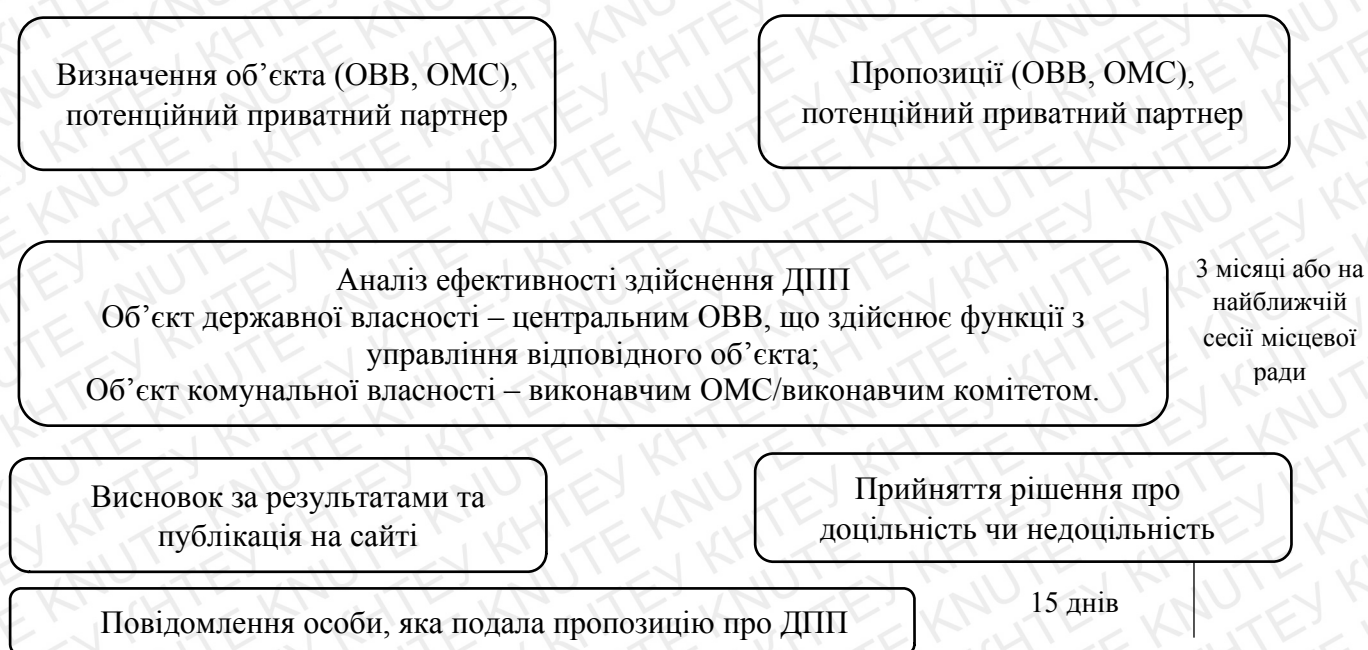 Визначення об’єкта (ОВВ, ОМС),
потенційний приватний партнер
Пропозиції (ОВВ, ОМС),
потенційний приватний партнер
Аналіз ефективності здійснення ДПП
Об’єкт державної власності – центральним ОВВ, що здійснює функції з
управління відповідного об’єкта;
Об’єкт комунальної власності – виконавчим ОМС/виконавчим комітетом.
3 місяці або на
найближчій
сесії місцевої
ради
Висновок за результатами та
публікація на сайті
Прийняття рішення про
доцільність чи недоцільність
Повідомлення особи, яка подала пропозицію про ДПП
15 днів